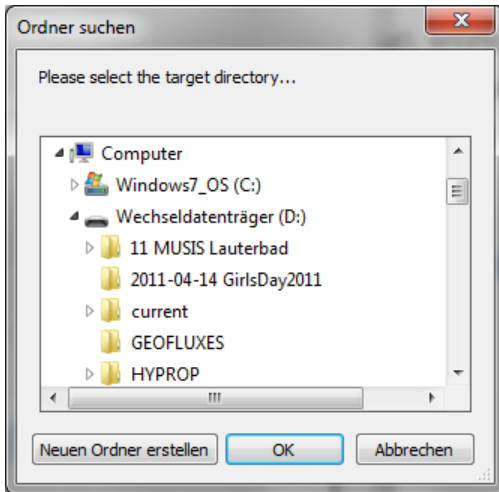 Ordner suchen
Please select the target directory...
Computer
Windows7_OS (C:)
Wechseldatenträger (D:)
11 MUSIS Lauterbad
2011-04-14 GirlsDay2011
current
GEOFLUXES
HYPROP
Neuen Ordner erstellen OK Abbrechen